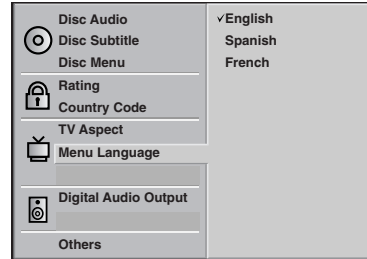 Disc Audio
Disc Subtitle
Disc Menu
Rating
Country Code
TV Aspect
Menu Language
Digital Audio Output
Others
✓English
Spanish
French